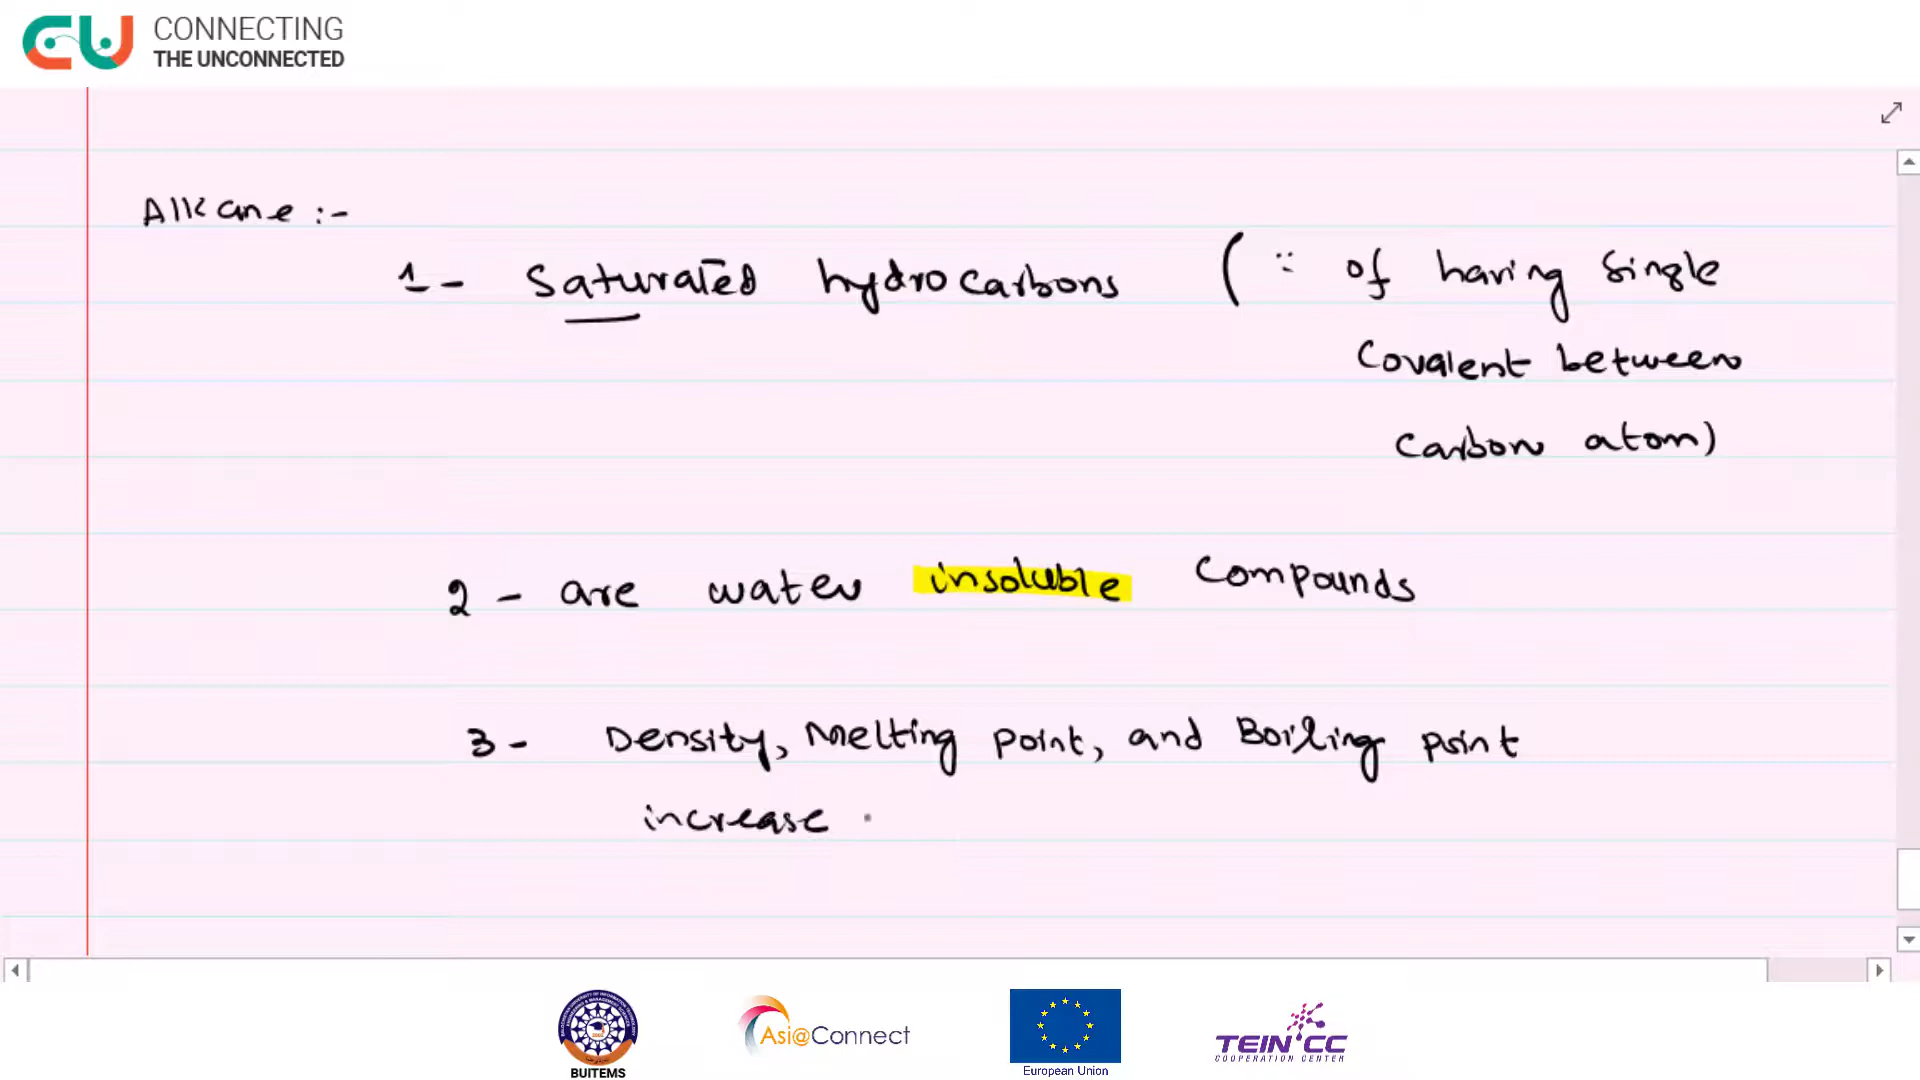 CONNECTING
THE UNCONNECTED
Alkane :-
1- Saturated hydrocarbons ( ∵ of having single
Covalent between
Carbon atom)
2 - are water insoluble Compounds
3 - Density, Melting point, and Boiling point
increase
BUITEMS
Asi@Connect
European Union
TEIN*CC
COOPERATION CENTER